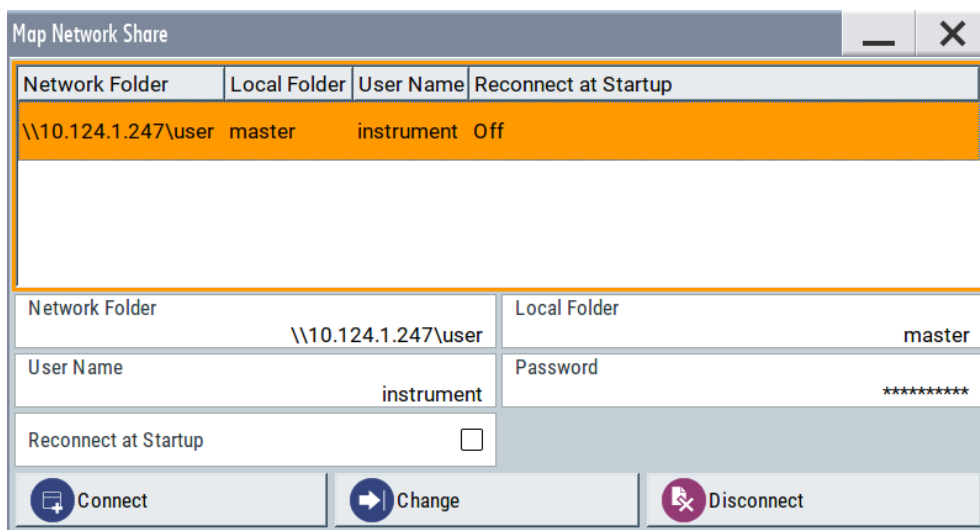 Map Network Share
Network Folder Local Folder User Name Reconnect at Startup
\\10.124.1.247\user master instrument Off
Network Folder Local Folder
\\10.124.1.247\user master
User Name Password
instrument **********
Reconnect at Startup
Connect Change Disconnect